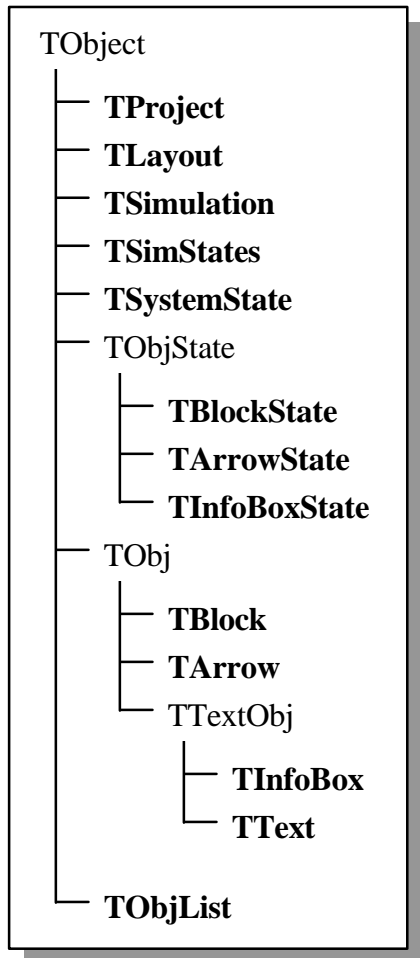 TObject
TProject
TLayout
TSimulation
TSimStates
TSystemState
TObjState
TBlockState
TArrowState
TInfoBoxState
TObj
TBlock
TArrow
TTextObj
TInfoBox
TText
TObjList